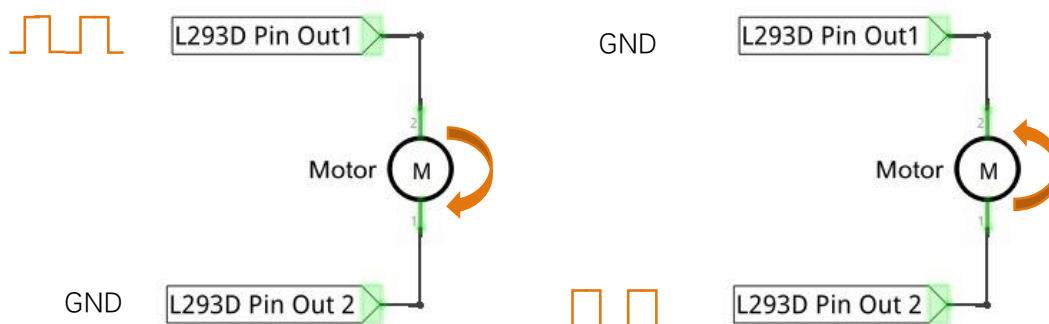 L293D Pin Out1
2
Motor
M
1
GND
L293D Pin Out 2
GND
L293D Pin Out1
2
Motor
M
1
L293D Pin Out 2